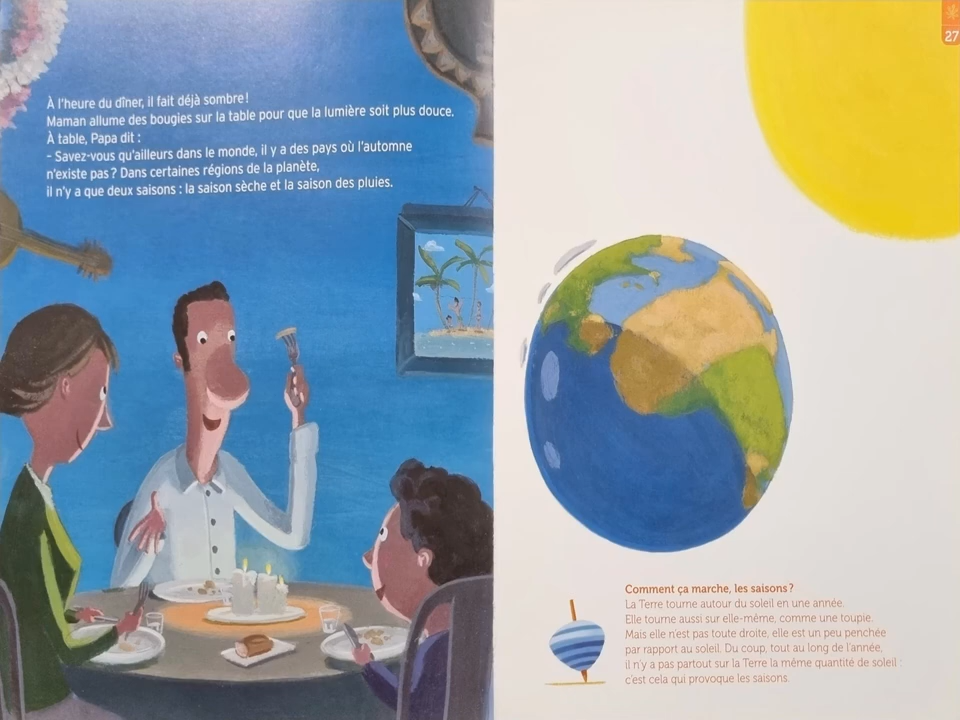 À l'heure du dîner, il fait déjà sombre !
Maman allume des bougies sur la table pour que la lumière soit plus douce.
À table, Papa dit :
– Savez-vous qu'ailleurs dans le monde, il y a des pays où l'automne
n'existe pas ? Dans certaines régions de la planète,
il n'y a que deux saisons : la saison sèche et la saison des pluies.
27
Comment ça marche, les saisons ?
La Terre tourne autour du soleil en une année.
Elle tourne aussi sur elle-même, comme une toupie.
Mais elle n'est pas toute droite, elle est un peu penchée
par rapport au soleil. Du coup, tout au long de l'année,
il n'y a pas partout sur la Terre la même quantité de soleil :
c'est cela qui provoque les saisons.